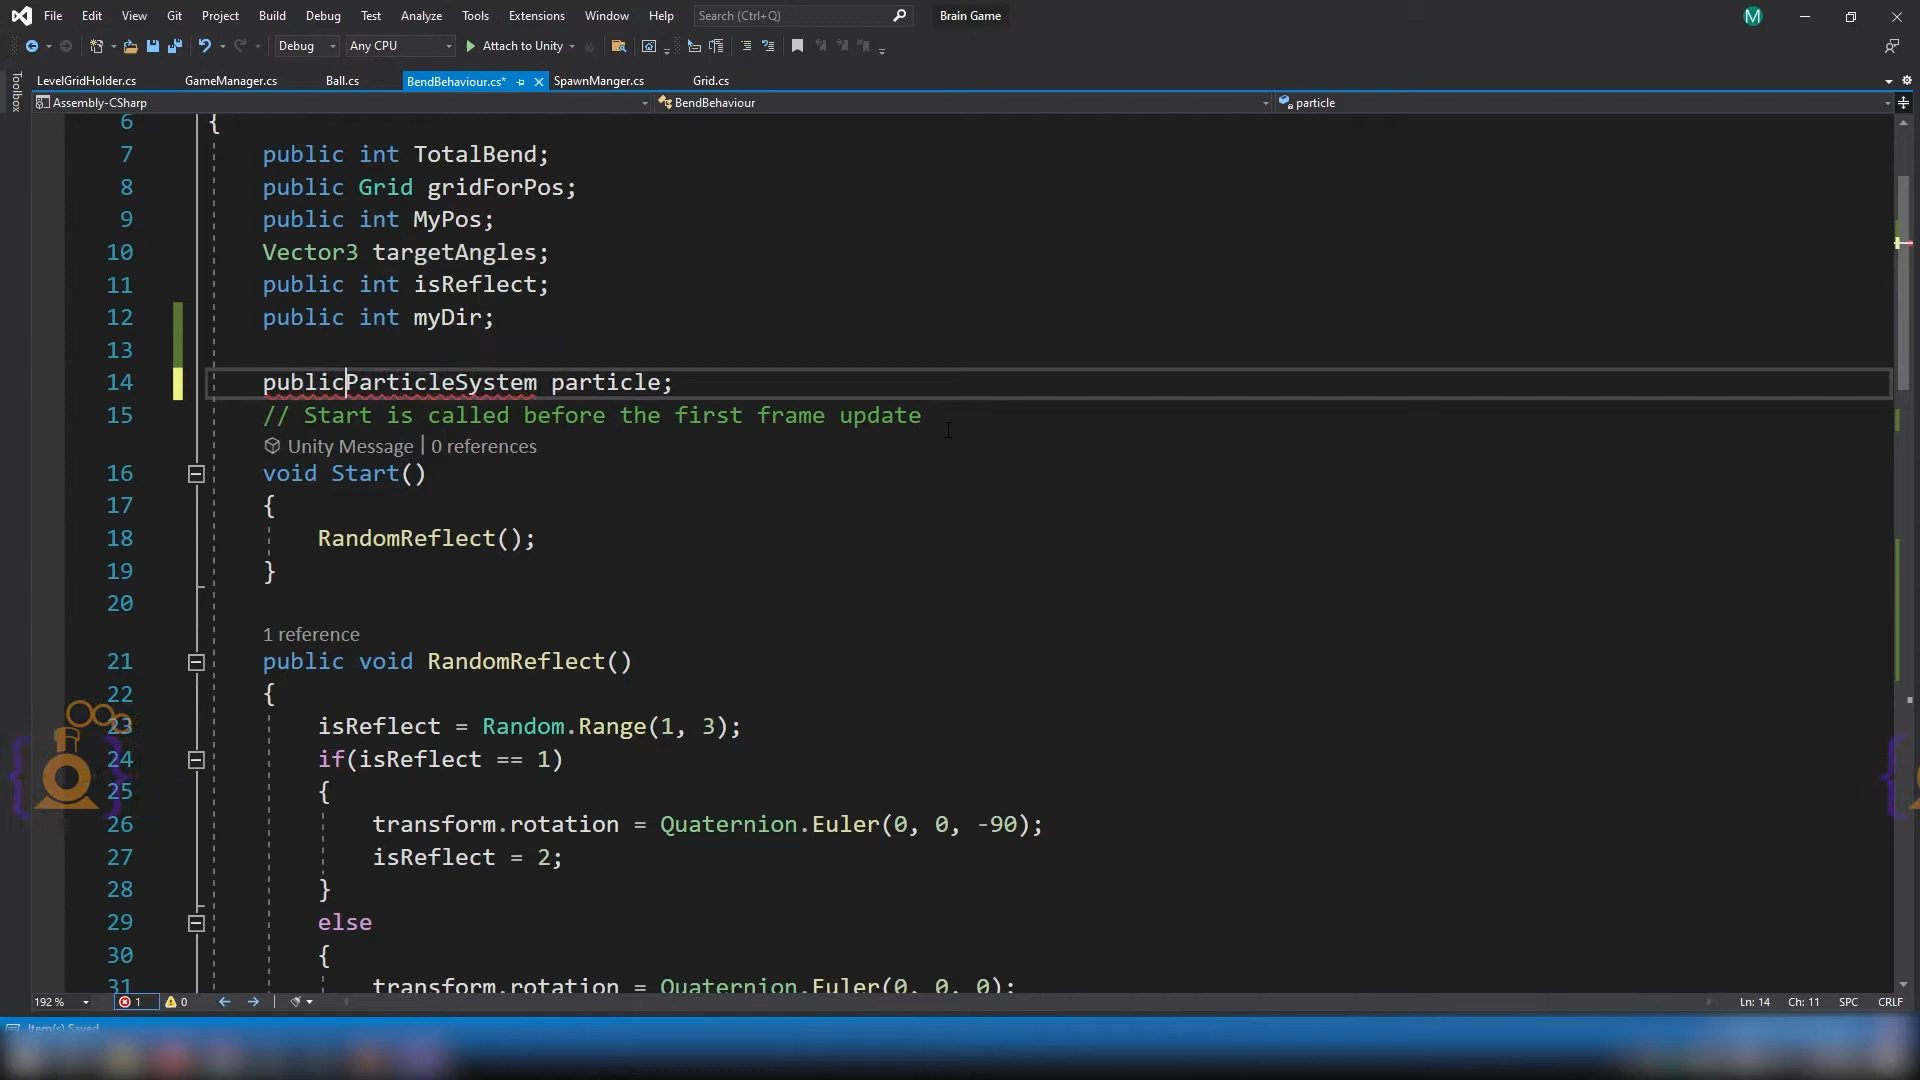 File Edit View Git Project Build Debug Test Analyze Tools Extensions Window Help Search (Ctrl+Q) Brain Game M
Debug Any CPU Attach to Unity
Toolbox
LevelGridHolder.cs GameManager.cs Ball.cs BendBehaviour.cs* SpawnManger.cs Grid.cs
Assembly-CSharp BendBehaviour particle
6 {
7 public int TotalBend;
8 public Grid gridForPos;
9 public int MyPos;
10 Vector3 targetAngles;
11 public int isReflect;
12 public int myDir;
13
14 publicParticleSystem particle;
15 // Start is called before the first frame update
Unity Message | 0 references
16 void Start()
17 {
18 RandomReflect();
19 }
20
1 reference
21 public void RandomReflect()
22 {
23 isReflect = Random.Range(1, 3);
24 if(isReflect == 1)
25 {
26 transform.rotation = Quaternion.Euler(0, 0, -90);
27 isReflect = 2;
28 }
29 else
30 {
31 transform.rotation = Quaternion.Euler(0, 0, 0);
192 % 1 0 Ln: 14 Ch: 11 SPC CRLF
Item(s) Saved